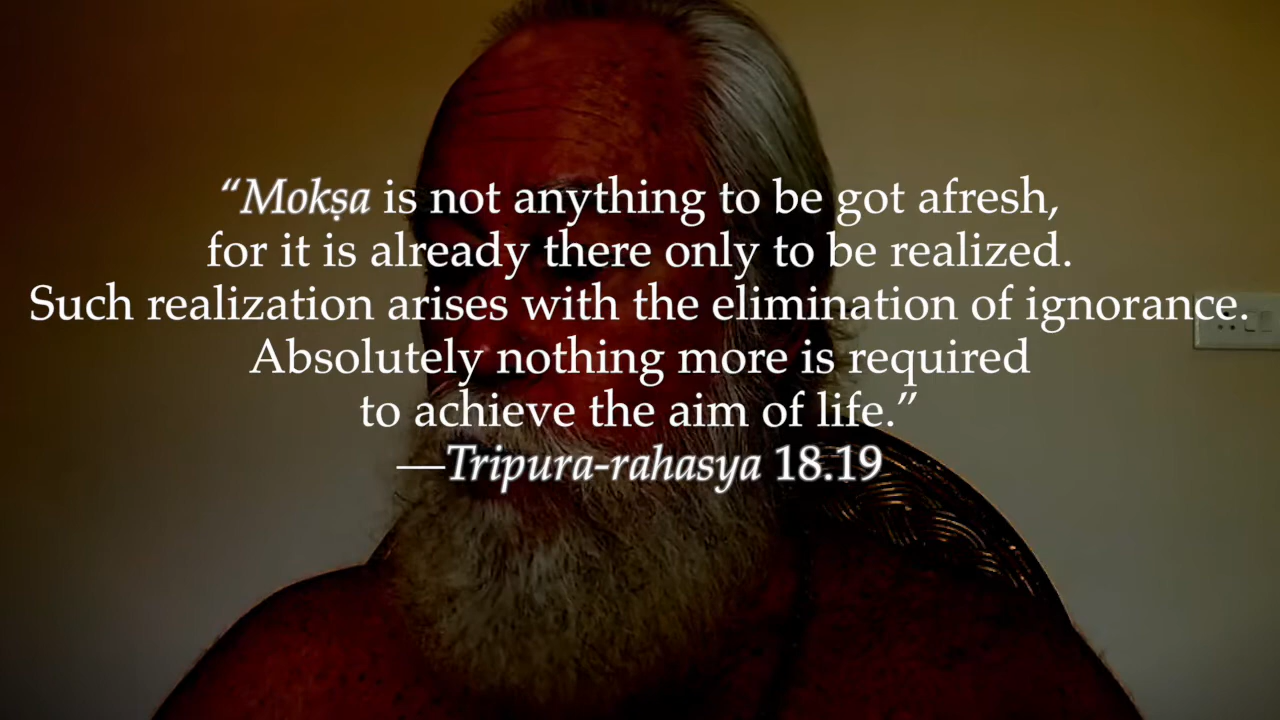 “Mokṣa is not anything to be got afresh,
for it is already there only to be realized.
Such realization arises with the elimination of ignorance.
Absolutely nothing more is required
to achieve the aim of life.”
—Tripura-rahasya 18.19